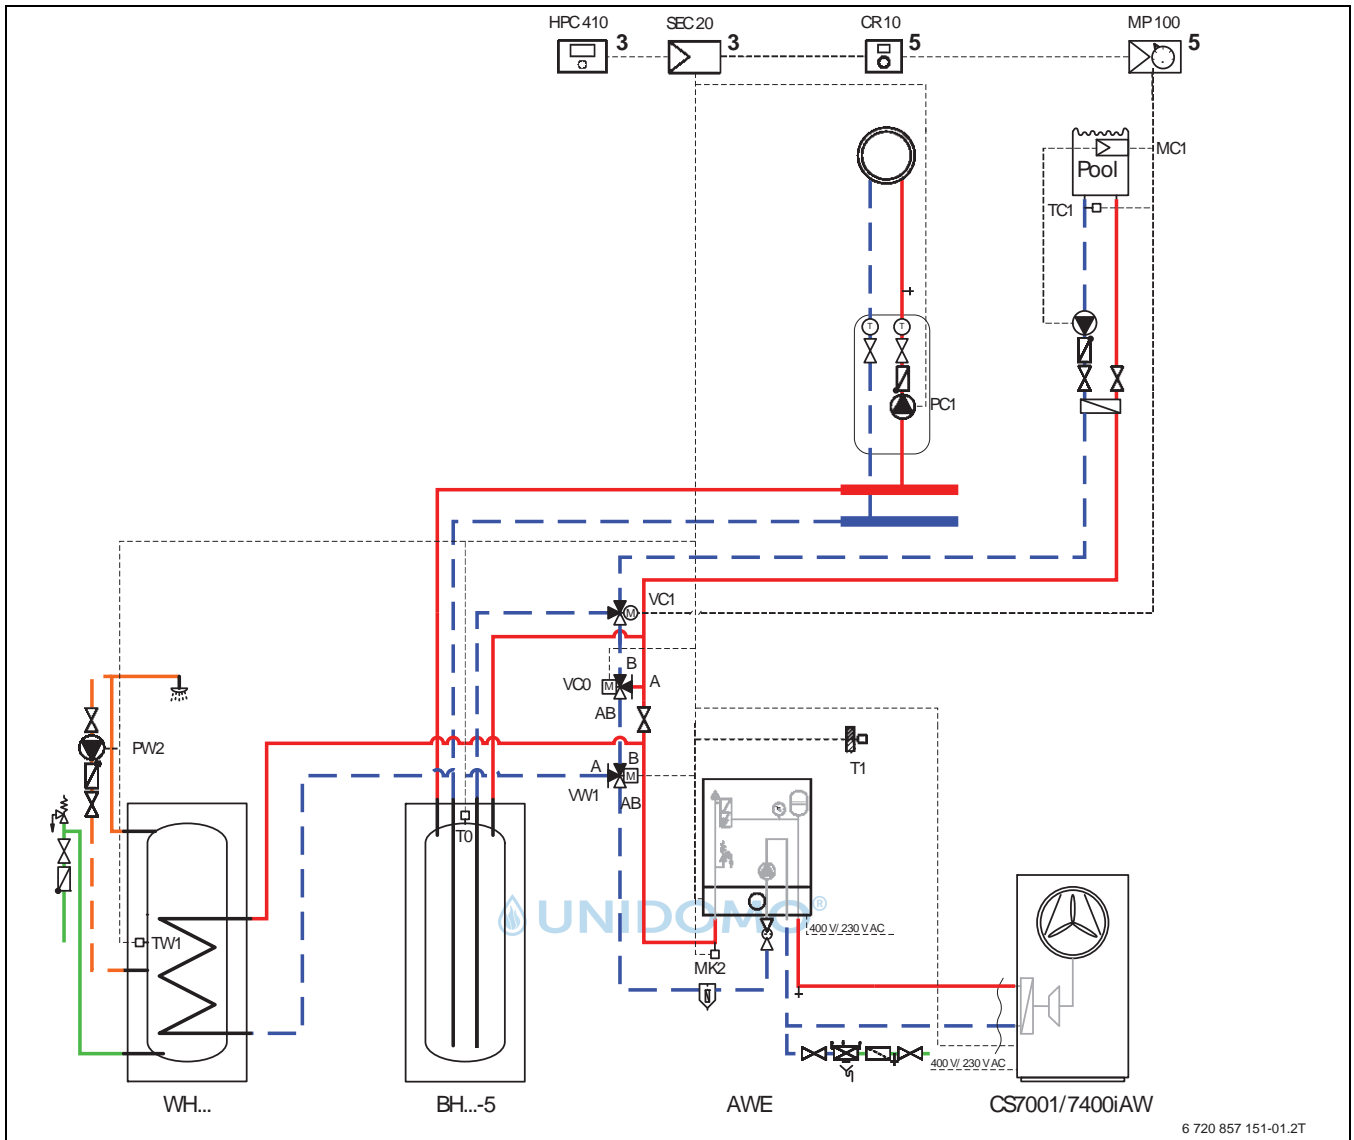 HPC 410
SEC 20
CR 10
MP 100
3
3
5
5
MC1
Pool
TC1
T
T
PC1
VC1
M
B
VC0
M
A
AB
PW2
A
B
M
T1
VW1
AB
T0
UNIDOMO®
400 V/ 230 V AC
TW1
MK2
400 V/ 230 V AC
WH...
BH...-5
AWE
CS7001/7400iAW
6 720 857 151-01.2T